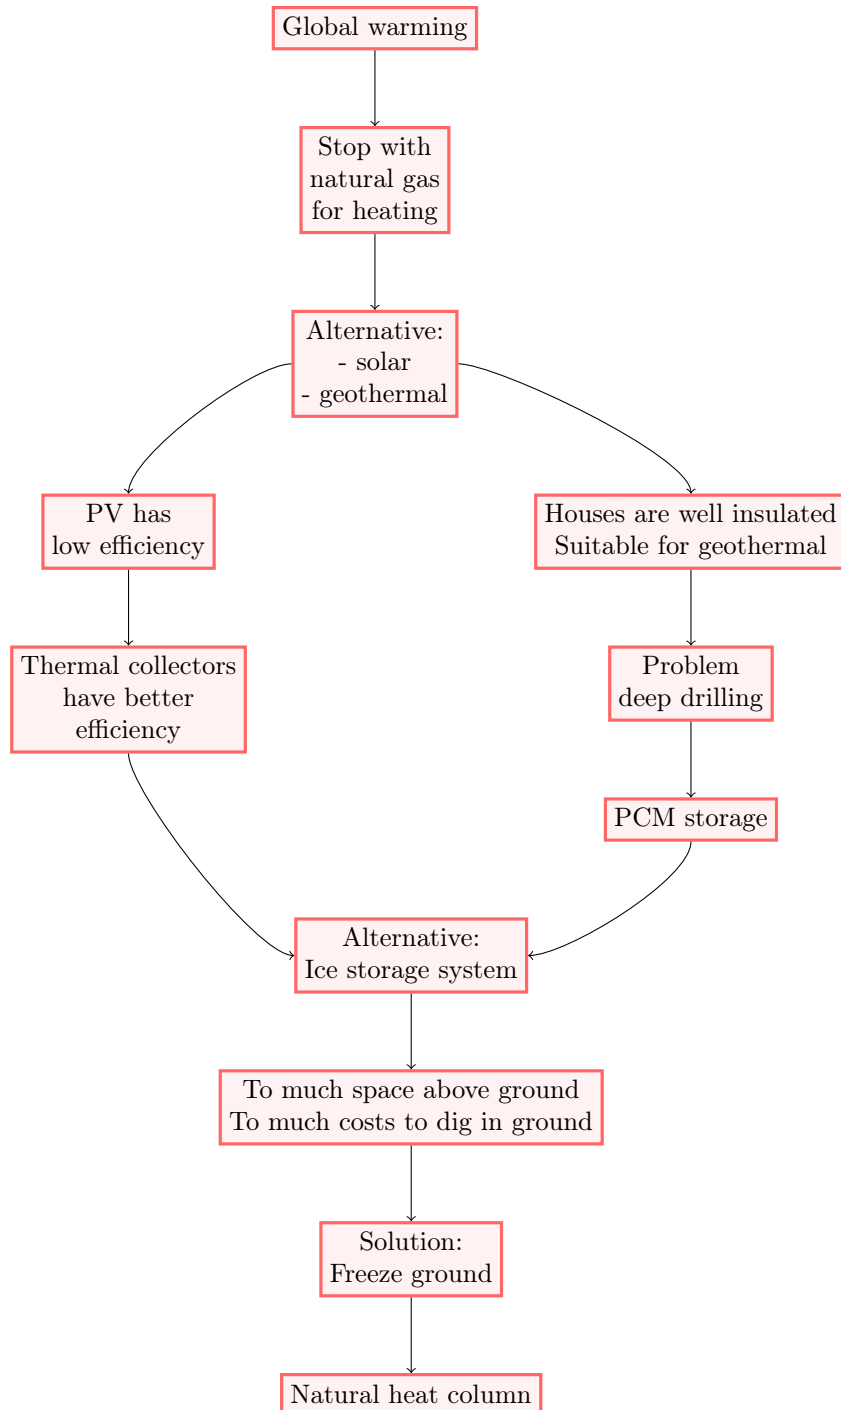 Global warming
Stop with
natural gas
for heating
Alternative:
- solar
- geothermal
PV has
low efficiency
Houses are well insulated
Suitable for geothermal
Thermal collectors
have better
efficiency
Problem
deep drilling
PCM storage
Alternative:
Ice storage system
To much space above ground
To much costs to dig in ground
Solution:
Freeze ground
Natural heat column